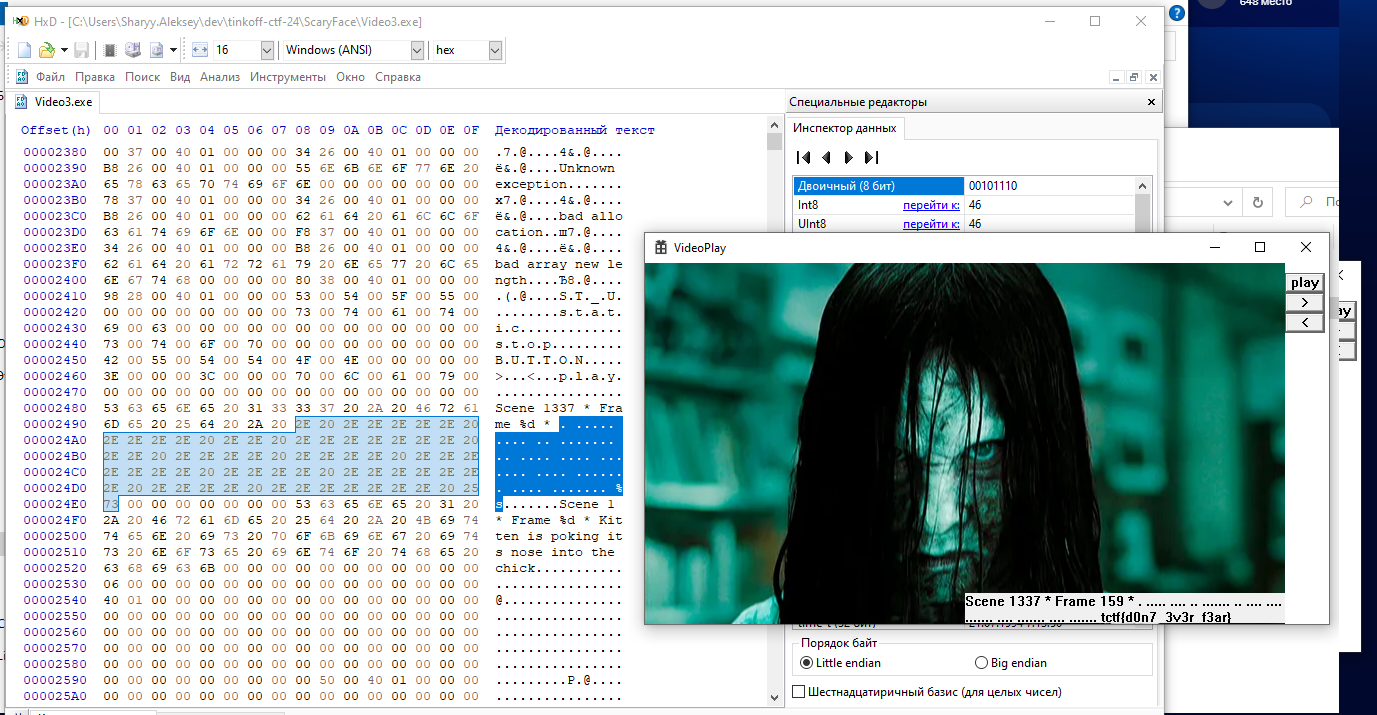 648 место
HxD - [C:\Users\Sharyy.Aleksey\dev\tinkoff-ctf-24\ScaryFace\Video3.exe]
16 Windows (ANSI) hex
Файл Правка Поиск Вид Анализ Инструменты Окно Справка
Video3.exe
Специальные редакторы
Инспектор данных
Offset(h) 00 01 02 03 04 05 06 07 08 09 0A 0B 0C 0D 0E 0F Декодированный текст
00002380 00 37 00 40 01 00 00 00 34 26 00 40 01 00 00 00 .7.@....4&.@....
00002390 B8 26 00 40 01 00 00 00 55 6E 6B 6E 6F 77 6E 20 ё&.@....Unknown
000023A0 65 78 63 65 70 74 69 6F 6E 00 00 00 00 00 00 00 exception.......
000023B0 78 37 00 40 01 00 00 00 34 26 00 40 01 00 00 00 x7.@....4&.@....
000023C0 B8 26 00 40 01 00 00 00 62 61 64 20 61 6C 6C 6F ё&.@....bad allo
000023D0 63 61 74 69 6F 6E 00 00 F8 37 00 40 01 00 00 00 cation..ш7.@....
000023E0 34 26 00 40 01 00 00 00 B8 26 00 40 01 00 00 00 4&.@....ё&.@....
000023F0 62 61 64 20 61 72 72 61 79 20 6E 65 77 20 6C 65 bad array new le
00002400 6E 67 74 68 00 00 00 00 80 38 00 40 01 00 00 00 ngth....Ђ8.@....
00002410 98 28 00 40 01 00 00 00 53 00 54 00 5F 00 55 00 .(.@....S.T._.U.
00002420 00 00 00 00 00 00 00 00 73 00 74 00 61 00 74 00 ........s.t.a.t.
00002430 69 00 63 00 00 00 00 00 00 00 00 00 00 00 00 00 i.c.............
00002440 73 00 74 00 6F 00 70 00 00 00 00 00 00 00 00 00 s.t.o.p.........
00002450 42 00 55 00 54 00 54 00 4F 00 4E 00 00 00 00 00 B.U.T.T.O.N.....
00002460 3E 00 00 00 3C 00 00 00 70 00 6C 00 61 00 79 00 >...<...p.l.a.y.
00002470 00 00 00 00 00 00 00 00 00 00 00 00 00 00 00 00 ................
00002480 53 63 65 6E 65 20 31 33 33 37 20 2A 20 46 72 61 Scene 1337 * Fra
00002490 6D 65 20 25 64 20 2A 20 2E 20 2E 2E 2E 2E 2E 20 me %d * . .....
000024A0 2E 2E 2E 2E 20 2E 2E 20 2E 2E 2E 2E 2E 2E 2E 20 .... .. .......
000024B0 2E 2E 20 2E 2E 2E 2E 20 2E 2E 2E 2E 20 2E 2E 2E .. .... .... ...
000024C0 2E 2E 2E 2E 20 2E 2E 2E 20 2E 2E 2E 2E 2E 2E 20 .... ... ......
000024D0 2E 20 2E 2E 2E 2E 20 2E 2E 2E 2E 2E 2E 2E 20 25 . ..... ....... %
000024E0 73 00 00 00 00 00 00 00 53 63 65 6E 65 20 31 20 s.......Scene 1
000024F0 2A 20 46 72 61 6D 65 20 25 64 20 2A 20 4B 69 74 * Frame %d * Kit
00002500 74 65 6E 20 69 73 20 70 6F 6B 69 6E 67 20 69 74 ten is poking it
00002510 73 20 6E 6F 73 65 20 69 6E 74 6F 20 74 68 65 20 s nose into the
00002520 63 68 69 63 6B 00 00 00 00 00 00 00 00 00 00 00 chick...........
00002530 06 00 00 00 00 00 00 00 00 00 00 00 00 00 00 00 ................
00002540 40 01 00 00 00 00 00 00 00 00 00 00 00 00 00 00 @...............
00002550 00 00 00 00 00 00 00 00 00 00 00 00 00 00 00 00 ................
00002560 00 00 00 00 00 00 00 00 00 00 00 00 00 00 00 00 ................
00002570 00 00 00 00 00 00 00 00 00 00 00 00 00 00 00 00 ................
00002580 00 00 00 00 00 00 00 00 00 00 00 00 00 00 00 00 ................
00002590 00 00 00 00 00 00 00 00 00 50 00 40 01 00 00 00 .........P.@....
000025A0 00 00 00 00 00 00 00 00 00 00 00 00 00 00 00 00 ................
Двоичный (8 бит) 00101110
Int8 перейти к: 46
UInt8 перейти к: 46
VideoPlay
play
>
<
Scene 1337 * Frame 159 * . ..... .... .. ....... .. .... ....
....... ... ...... .... ....... tctf{d0n7_3v3r_f3ar}
Порядок байт
Little endian Big endian
Шестнадцатиричный базис (для целых чисел)